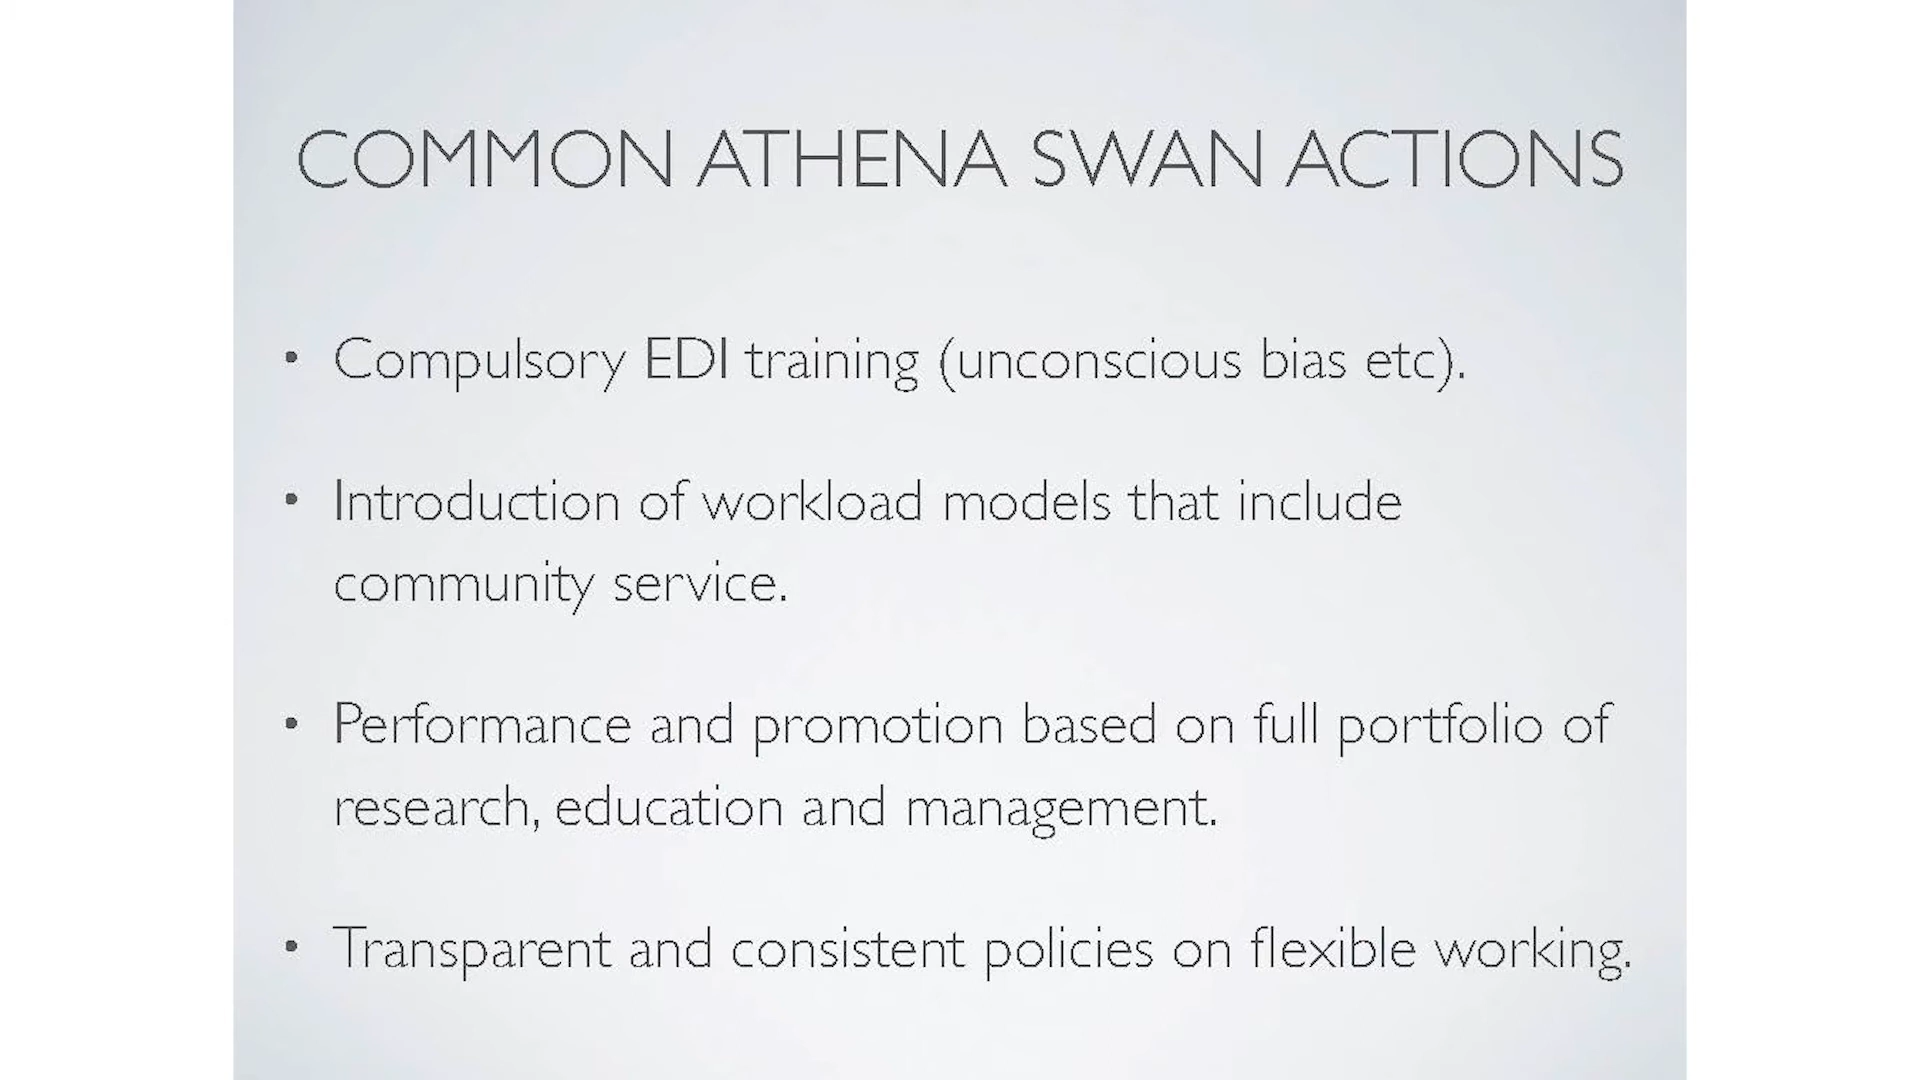 COMMON ATHENA SWAN ACTIONS
• Compulsory EDI training (unconscious bias etc).
• Introduction of workload models that include
community service.
• Performance and promotion based on full portfolio of
research, education and management.
• Transparent and consistent policies on flexible working.